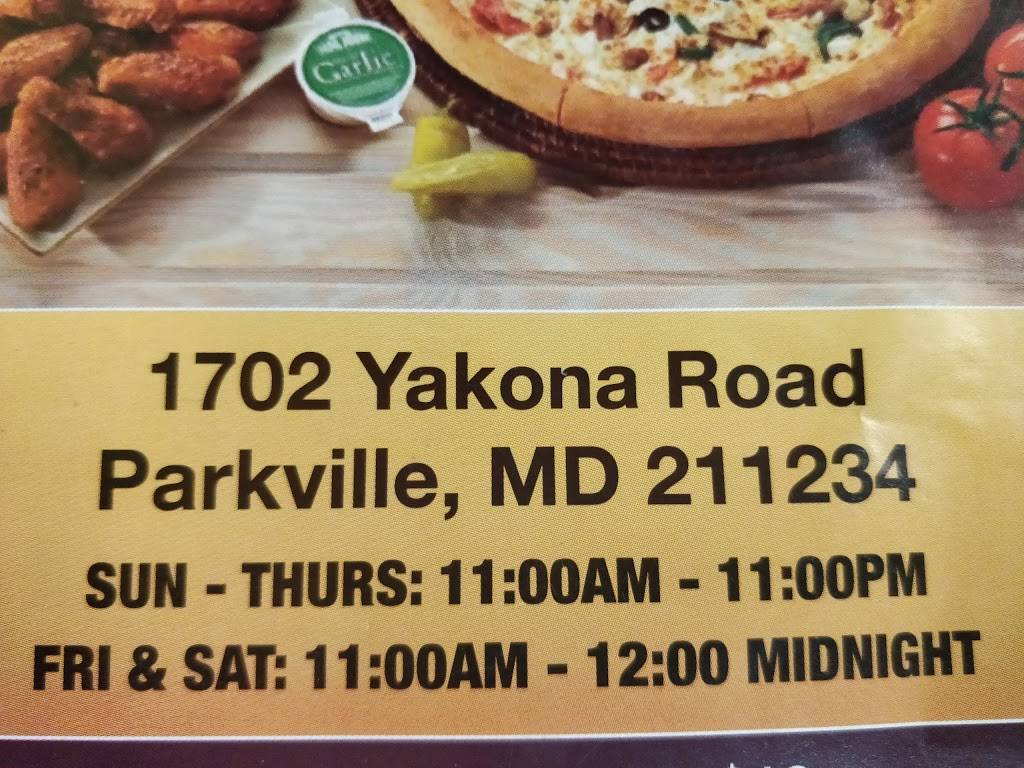 Garlic
1702 Yakona Road
Parkville, MD 211234
SUN - THURS: 11:00AM - 11:00PM
FRI & SAT: 11:00AM - 12:00 MIDNIGHT